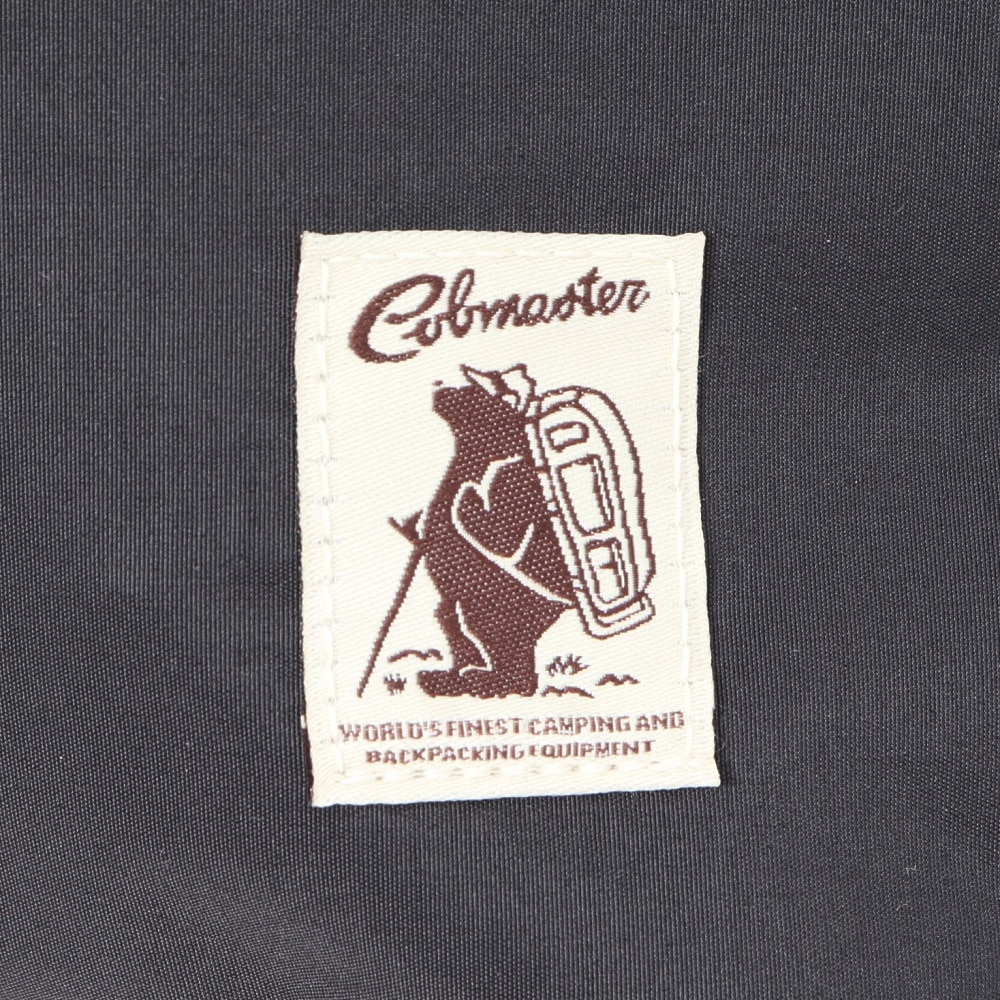 Cobmaster
WORLD'S FINEST CAMPING AND
BACKPACKING EQUIPMENT